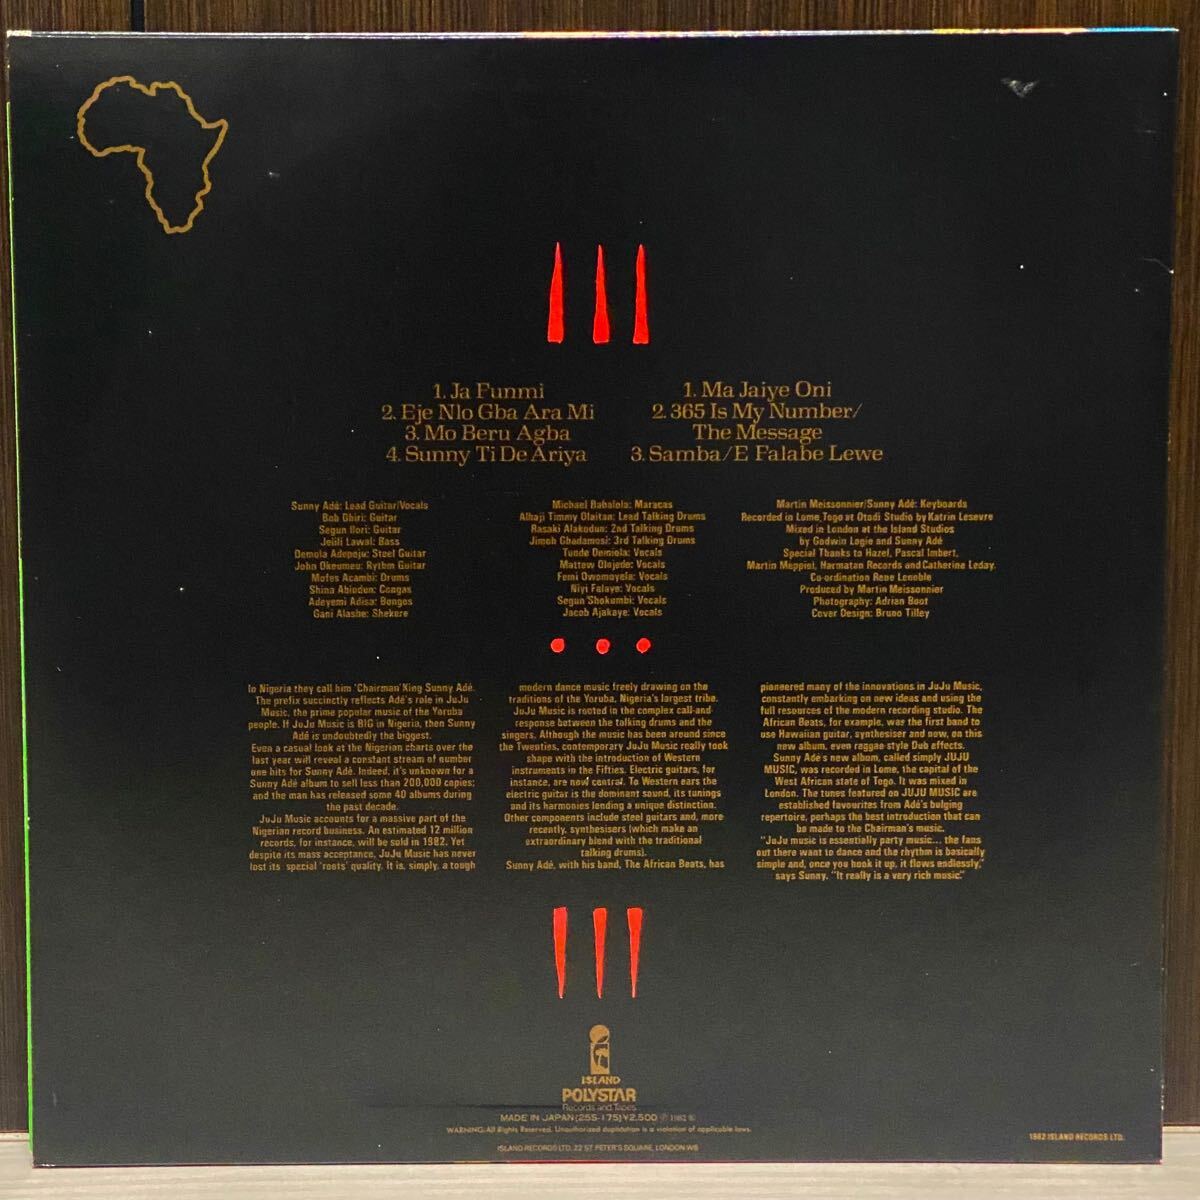 1. Ja Funmi
2. Eje Nlo Gba Ara Mi
3. Mo Beru Agba
4. Sunny Ti De Ariya
1. Ma Jaiye Oni
2. 365 Is My Number/
The Message
3. Samba/E Falabe Lewe
Sunny Adé: Lead Guitar/Vocals
Bob Ohiri: Guitar
Segun Ilori: Guitar
Jelili Lawal: Bass
Demola Adepoju: Steel Guitar
John Okeumeu: Rythm Guitar
Mofes Acambi: Drums
Shina Abiodun: Congas
Adeyemi Adisa: Bongos
Gani Alashe: Shekere
Michael Babalola: Maracas
Alhaji Timmy Olaitan: Lead Talking Drums
Rasaki Alakodun: 2nd Talking Drums
Jimoh Gbadamosi: 3rd Talking Drums
Tunde Demiola: Vocals
Mattew Olojede: Vocals
Femi Owomoyela: Vocals
Niyi Falaye: Vocals
Segun Shokumbi: Vocals
Jacob Ajakaye: Vocals
Martin Meissonnier/Sunny Adé: Keyboards
Recorded in Lome, Togo at Otodi Studio by Katrin Lesevre
Mixed in London at the Island Studios
by Godwin Logie and Sunny Adé
Special Thanks to Hazel, Pascal Imbert,
Martin Meppiel, Harmatan Records and Catherine Leday.
Co-ordination Rene Lenoble
Produced by Martin Meissonnier
Photography: Adrian Boot
Cover Design: Bruno Tilley
In Nigeria they call him 'Chairman' King Sunny Adé.
The prefix succinctly reflects Adé's role in JuJu
Music, the prime popular music of the Yoruba
people. If JuJu Music is BIG in Nigeria, then Sunny
Adé is undoubtedly the biggest.
Even a casual look at the Nigerian charts over the
last year will reveal a constant stream of number
one hits for Sunny Adé. Indeed, it's unknown for a
Sunny Adé album to sell less than 200,000 copies;
and the man has released some 40 albums during
the past decade.
JuJu Music accounts for a massive part of the
Nigerian record business. An estimated 12 million
records, for instance, will be sold in 1982. Yet
despite its mass acceptance, JuJu Music has never
lost its special 'roots' quality. It is, simply, a tough
modern dance music freely drawing on the
traditions of the Yoruba, Nigeria's largest tribe.
JuJu Music is rooted in the complex call-and-
response between the talking drums and the
singers. Although the music has been around since
the Twenties, contemporary JuJu Music really took
shape with the introduction of Western
instruments in the Fifties. Electric guitars, for
instance, are now central. To Western ears the
electric guitar is the dominant sound, its tunings
and its harmonies lending a unique distinction.
Other components include steel guitars and, more
recently, synthesisers (which make an
extraordinary blend with the traditional
talking drums).
Sunny Adé, with his band, The African Beats, has
pioneered many of the innovations in JuJu Music,
constantly embarking on new ideas and using the
full resources of the modern recording studio. The
African Beats, for example, was the first band to
use Hawaiian guitar, synthesiser and now, on this
new album, even reggae style Dub effects.
Sunny Adé's new album, called simply JUJU
MUSIC, was recorded in Lome, the capital of the
West African state of Togo. It was mixed in
London. The tunes featured on JUJU MUSIC are
established favourites from Adé's bulging
repertoire, perhaps the best introduction that can
be made to the Chairman's music.
"JuJu music is essentially party music... the fans
out there want to dance and the rhythm is basically
simple and, once you hook it up, it flows endlessly,"
says Sunny. "It really is a very rich music."
ISLAND
POLYSTAR
Records and Tapes
MADE IN JAPAN (25S-175) ¥2,500 ℗ 1982
WARNING: All Rights Reserved. Unauthorized duplication is a violation of applicable laws.
ISLAND RECORDS LTD. 22 ST PETER'S SQUARE, LONDON W6
1982 ISLAND RECORDS LTD.